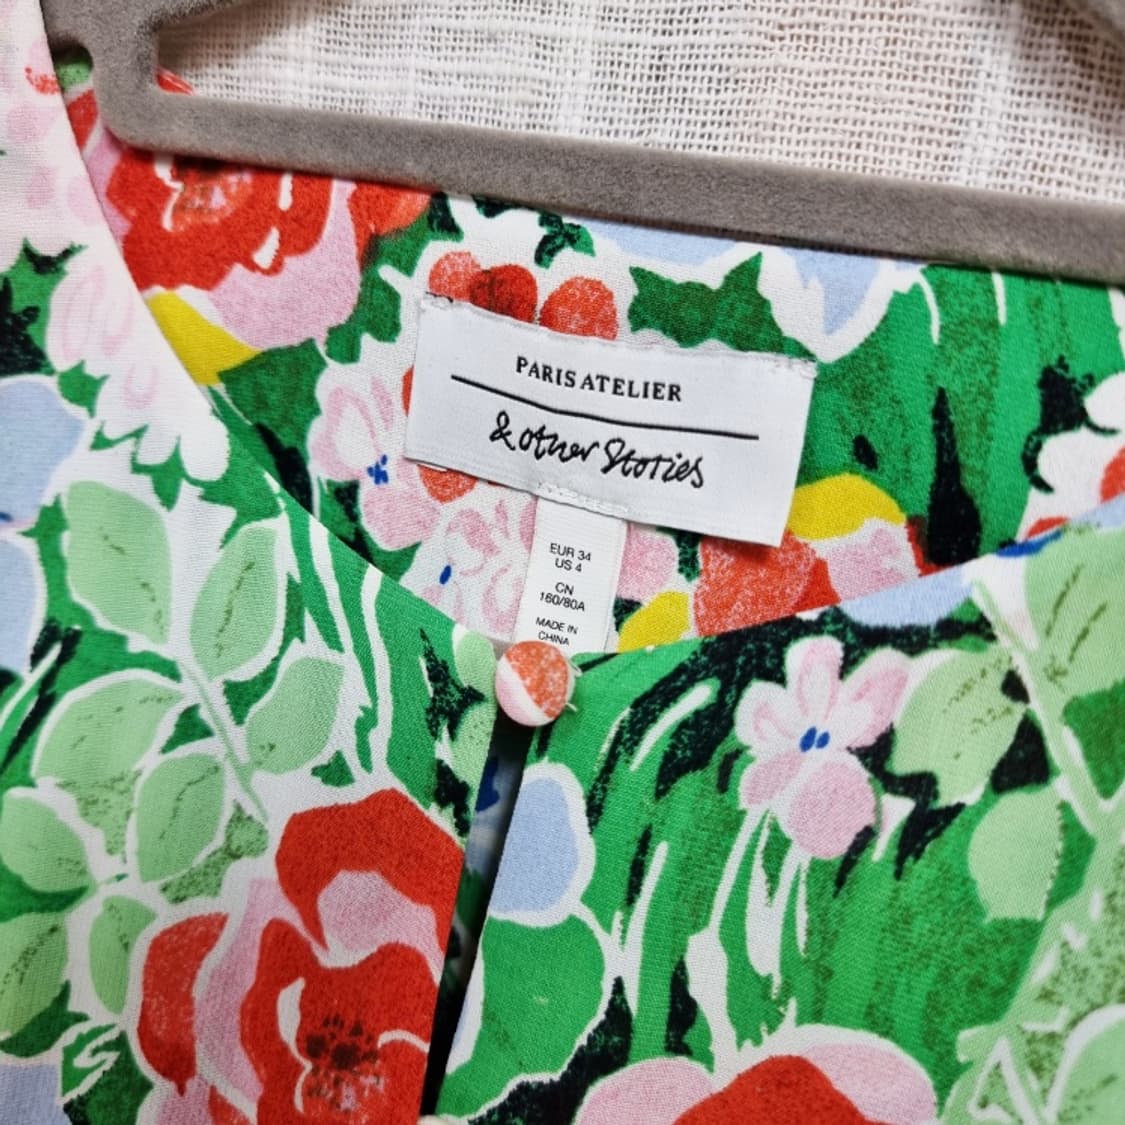 PARIS ATELIER
& other Stories
EUR 34
US 4
CN
160/80A
MADE IN
CHINA